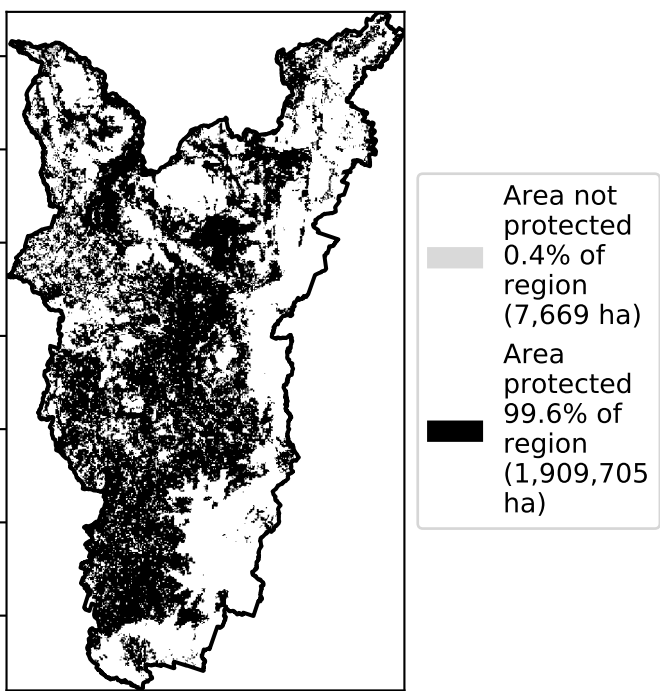 Area not
protected
0.4% of
region
(7,669 ha)
Area
protected
99.6% of
region
(1,909,705
ha)